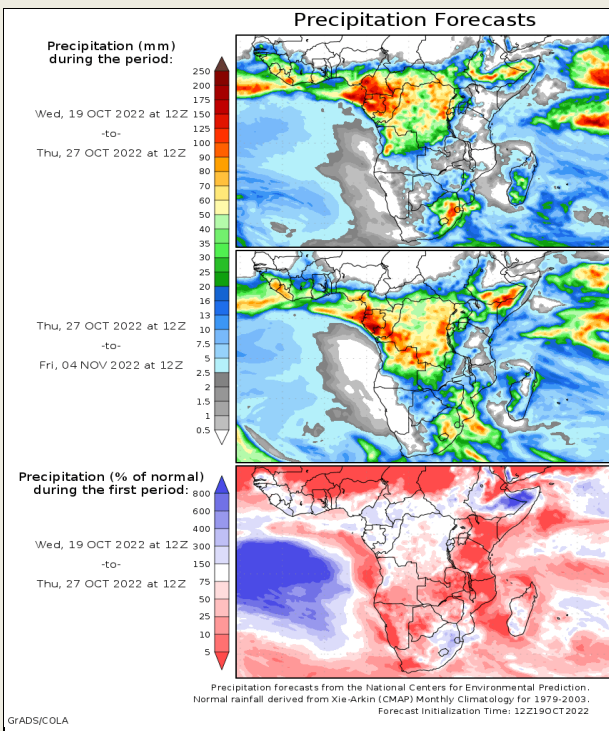 Precipitation Forecasts
Precipitation (mm)
during the period:
Wed, 19 OCT 2022 at 12Z
-to-
Thu, 27 OCT 2022 at 12Z
250
200
175
150
125
100
90
80
70
60
50
40
35
30
25
20
16
13
10
7.5
5
2.5
2
1.5
1
0.5
Thu, 27 OCT 2022 at 12Z
-to-
Fri, 04 NOV 2022 at 12Z
Precipitation (% of normal)
during the first period:
Wed, 19 OCT 2022 at 12Z
-to-
Thu, 27 OCT 2022 at 12Z
800
600
400
300
150
75
50
25
10
5
Precipitation forecasts from the National Centers for Environmental Prediction.
Normal rainfall derived from Xie-Arkin (CMAP) Monthly Climatology for 1979-2003.
Forecast Initialization Time: 12Z19OCT2022
GrADS/COLA